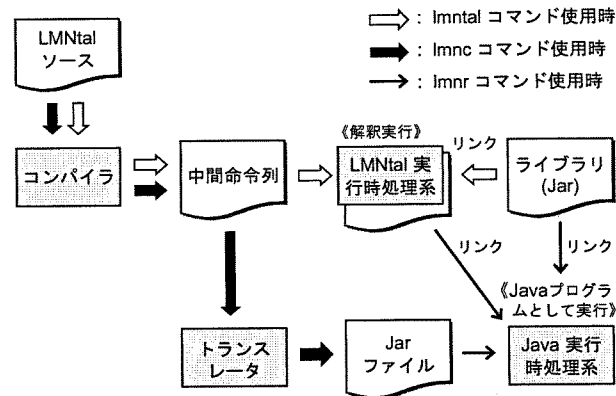 LMNtal
ソース
: lmntal コマンド使用時
: lmnc コマンド使用時
: lmnr コマンド使用時
コンパイラ
中間命令列
《解釈実行》
LMNtal 実
行時処理系
リンク
ライブラリ
(Jar)
リンク
リンク
《Javaプログラ
ムとして実行》
トランス
レータ
Jar
ファイル
Java 実行
時処理系